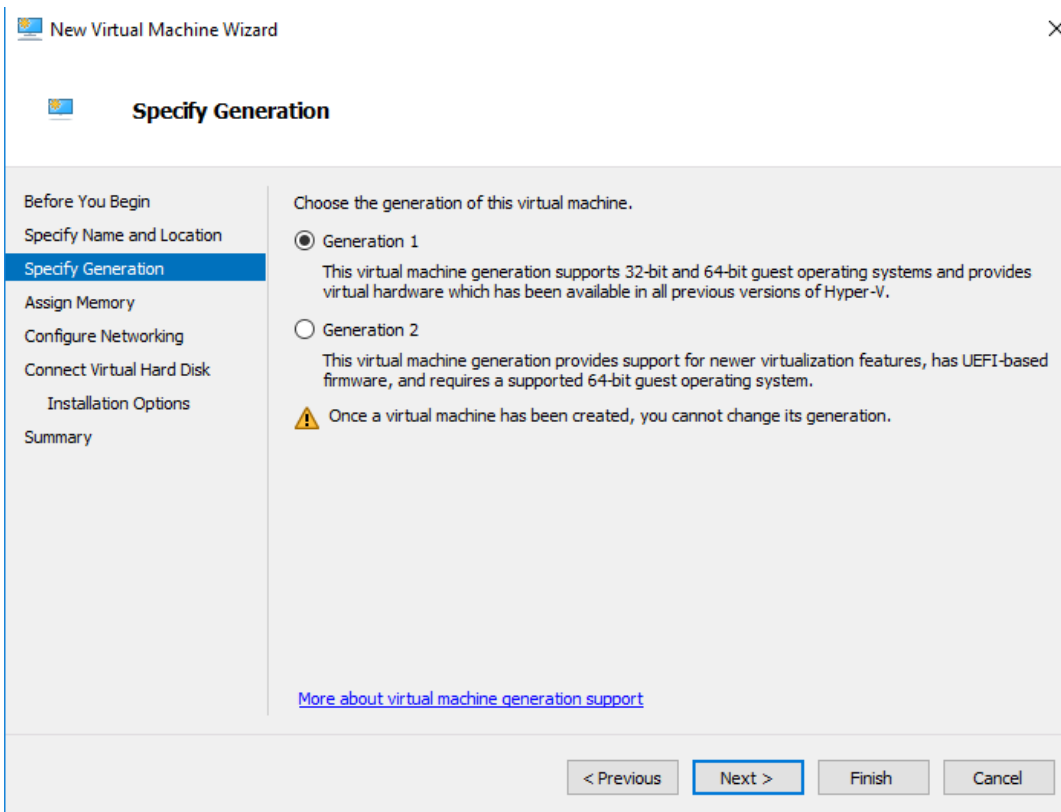 New Virtual Machine Wizard
Specify Generation
Before You Begin
Specify Name and Location
Specify Generation
Assign Memory
Configure Networking
Connect Virtual Hard Disk
Installation Options
Summary
Choose the generation of this virtual machine.
Generation 1
This virtual machine generation supports 32-bit and 64-bit guest operating systems and provides
virtual hardware which has been available in all previous versions of Hyper-V.
Generation 2
This virtual machine generation provides support for newer virtualization features, has UEFI-based
firmware, and requires a supported 64-bit guest operating system.
Once a virtual machine has been created, you cannot change its generation.
More about virtual machine generation support
< Previous
Next >
Finish
Cancel